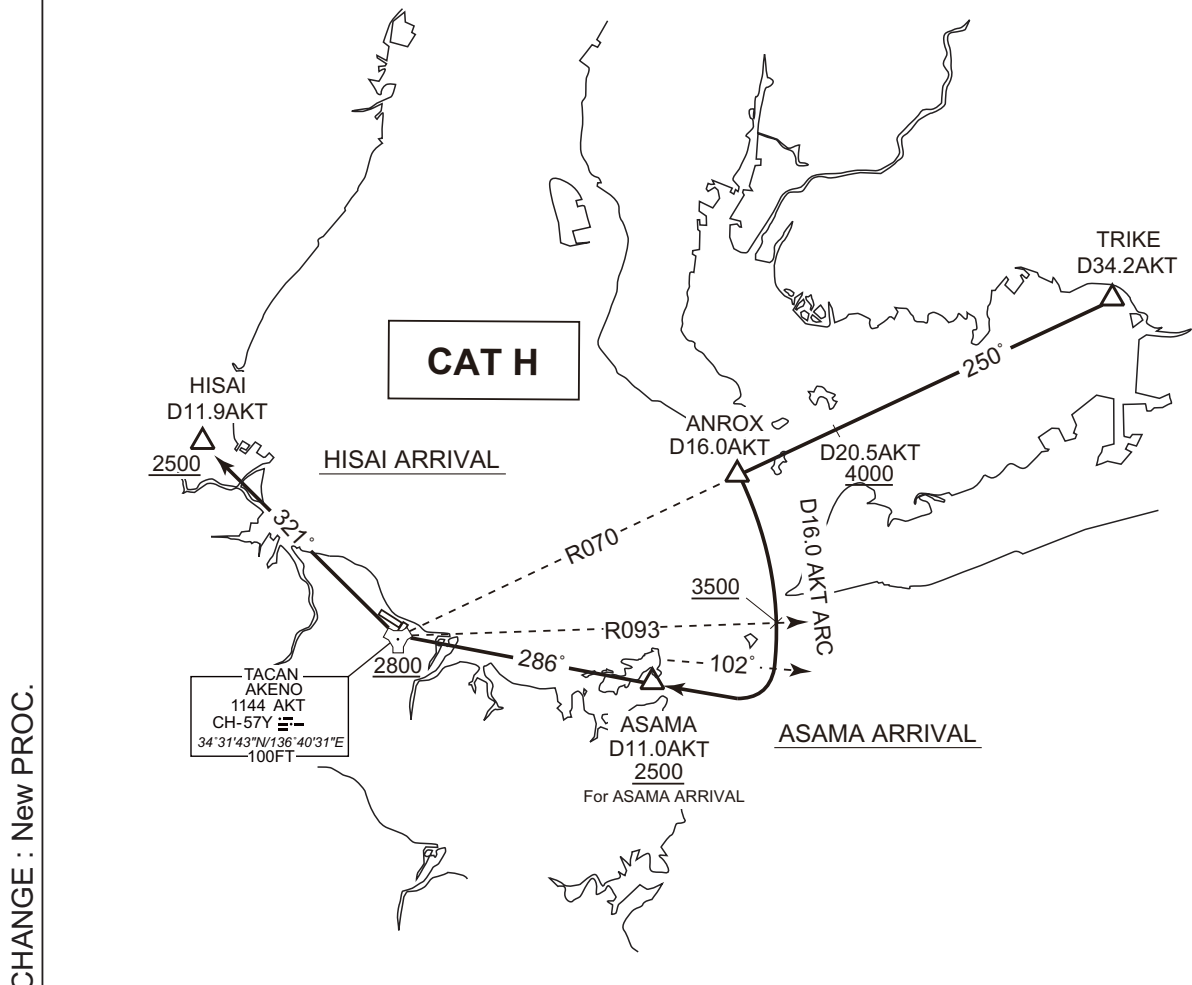 TRIKE
D34.2AKT
250°
CAT H
HISAI
D11.9AKT
2500
HISAI ARRIVAL
ANROX
D16.0AKT
D20.5AKT
4000
321°
R070
D16.0 AKT ARC
3500
R093
2800
286°
102°
TACAN
AKENO
1144 AKT
CH-57Y
34°31'43"N/136°40'31"E
100FT
ASAMA
D11.0AKT
2500
For ASAMA ARRIVAL
ASAMA ARRIVAL
CHANGE : New PROC.